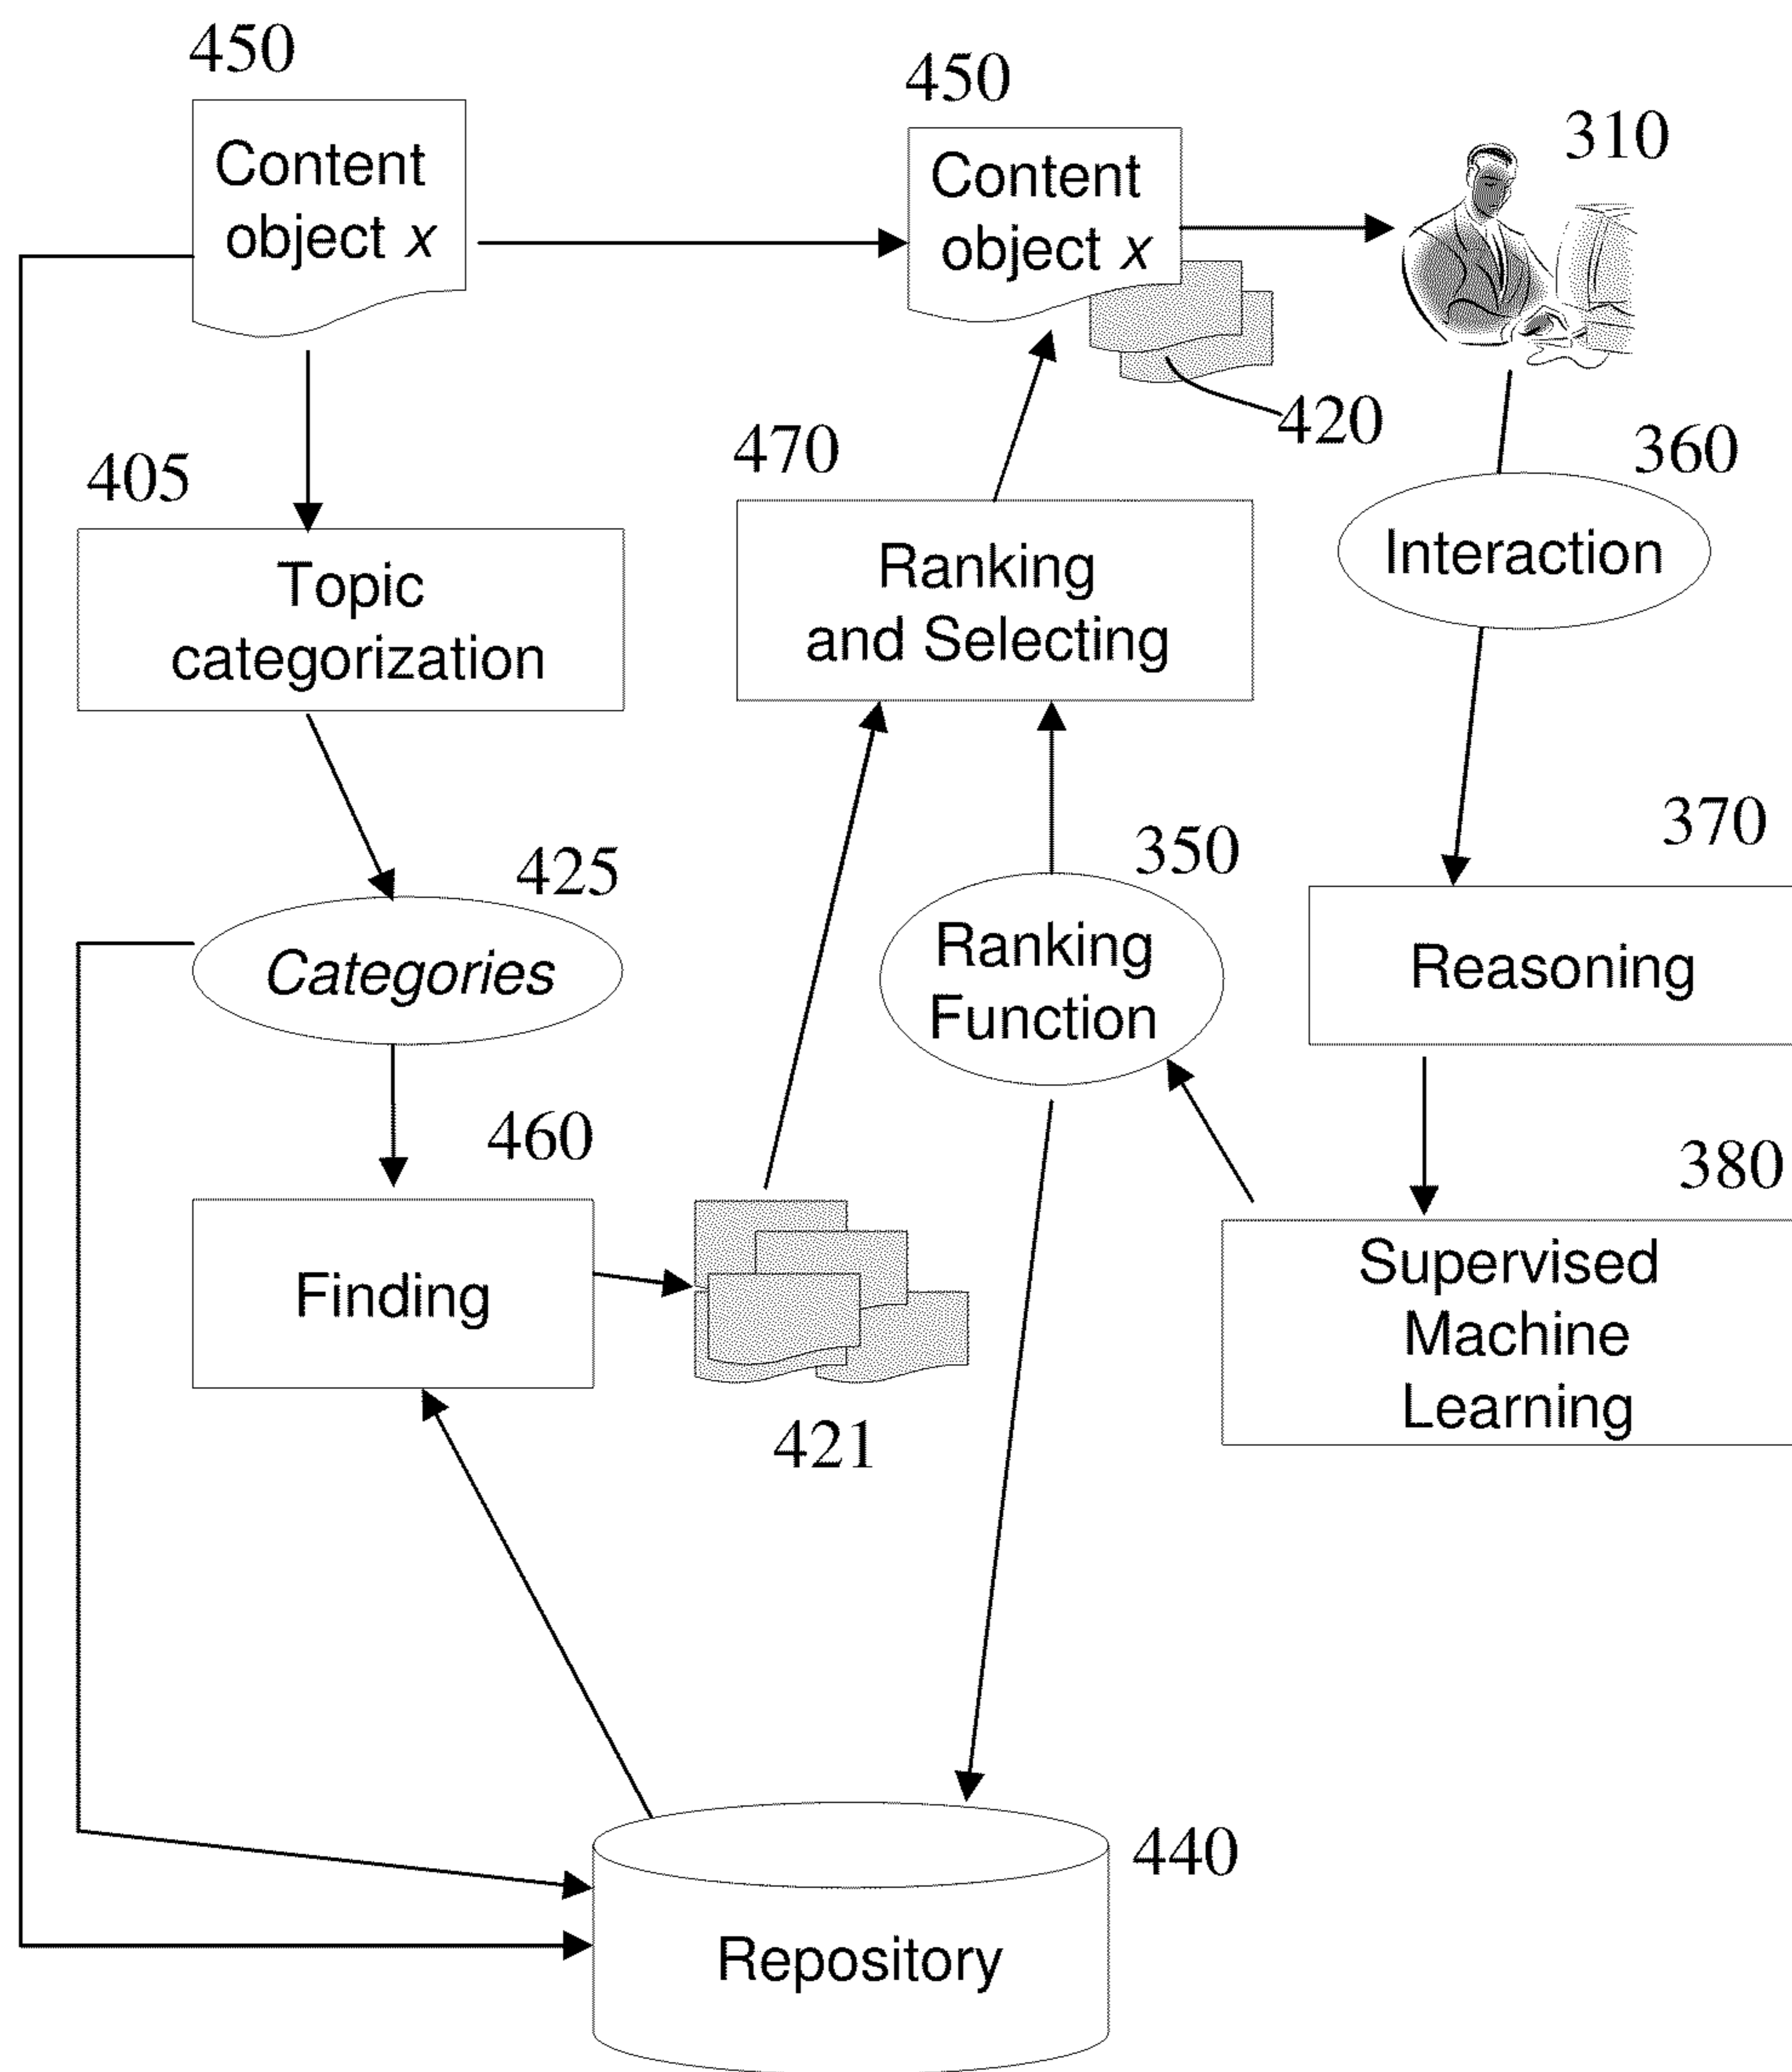 450
Content
object x
450
Content
object x
310
420
405
Topic
categorization
470
Ranking
and Selecting
360
Interaction
425
Categories
350
Ranking
Function
370
Reasoning
460
Finding
421
380
Supervised
Machine
Learning
440
Repository